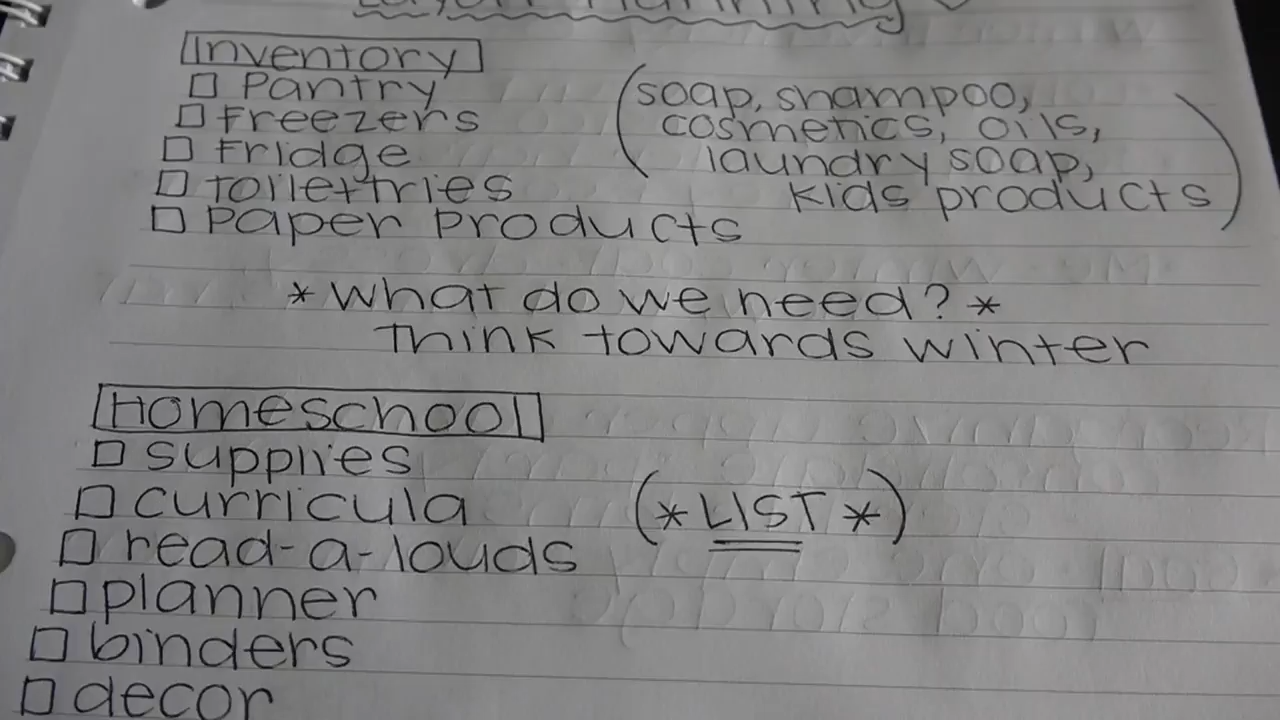 Planning
Inventory
Pantry
Freezers
Fridge
Toilettries
Paper Products
(soap, shampoo,
cosmetics, oils,
laundry soap,
kids products)
*What do we need?*
Think towards winter
Homeschool
supplies
curricula
read-a-louds
planner
binders
decor
(*LIST*)